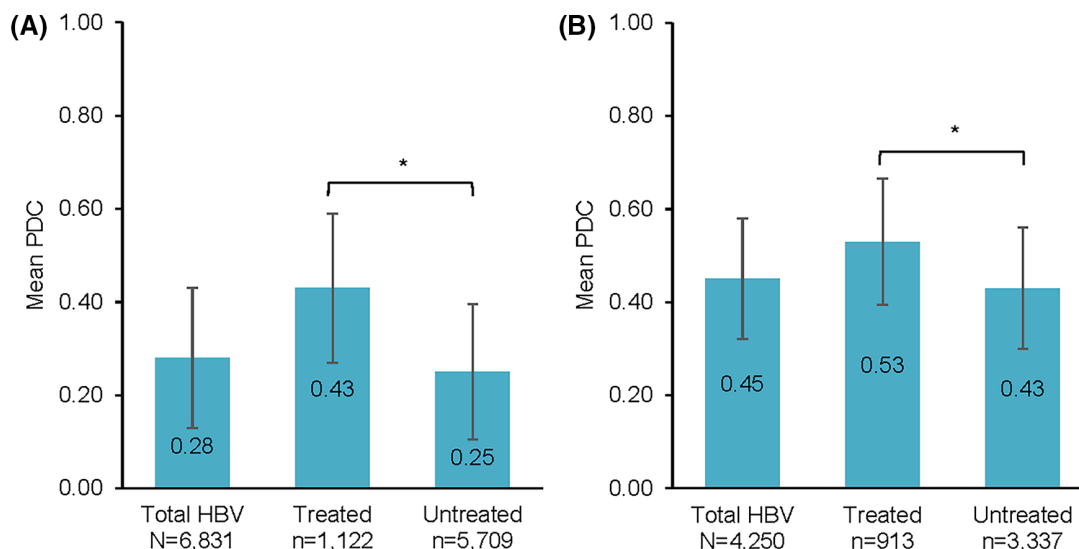 (A)
Mean PDC
1.00
0.80
0.60
0.40
0.20
0.00
*
0.28
0.43
0.25
Total HBV Treated Untreated
N=6,831 n=1,122 n=5,709
(B)
Mean PDC
1.00
0.80
0.60
0.40
0.20
0.00
*
0.45
0.53
0.43
Total HBV Treated Untreated
N=4,250 n=913 n=3,337